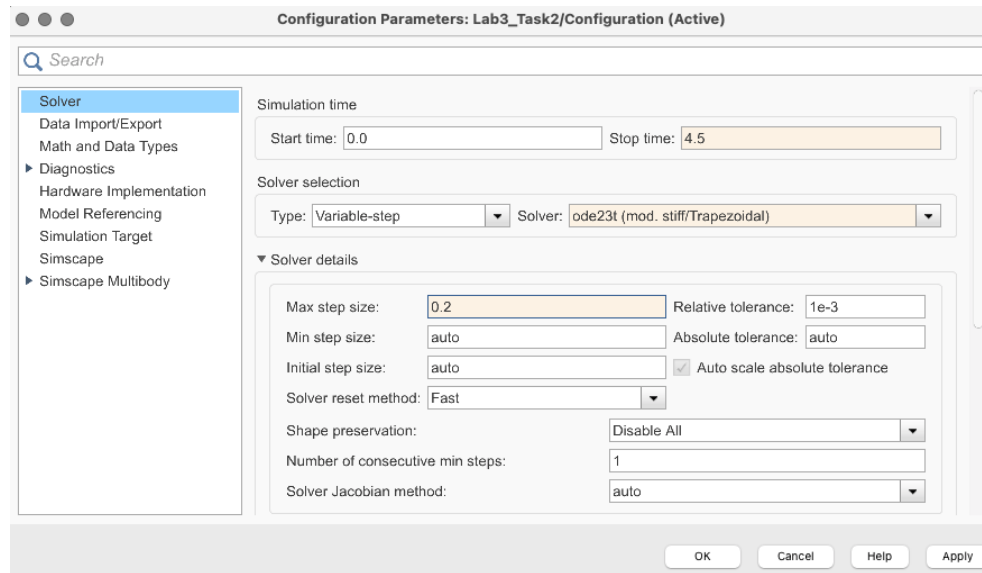 Configuration Parameters: Lab3_Task2/Configuration (Active)
Search
Solver
Data Import/Export
Math and Data Types
Diagnostics
Hardware Implementation
Model Referencing
Simulation Target
Simscape
Simscape Multibody
Simulation time
Start time: 0.0 Stop time: 4.5
Solver selection
Type: Variable-step Solver: ode23t (mod. stiff/Trapezoidal)
Solver details
Max step size: 0.2 Relative tolerance: 1e-3
Min step size: auto Absolute tolerance: auto
Initial step size: auto Auto scale absolute tolerance
Solver reset method: Fast
Shape preservation: Disable All
Number of consecutive min steps: 1
Solver Jacobian method: auto
OK Cancel Help Apply